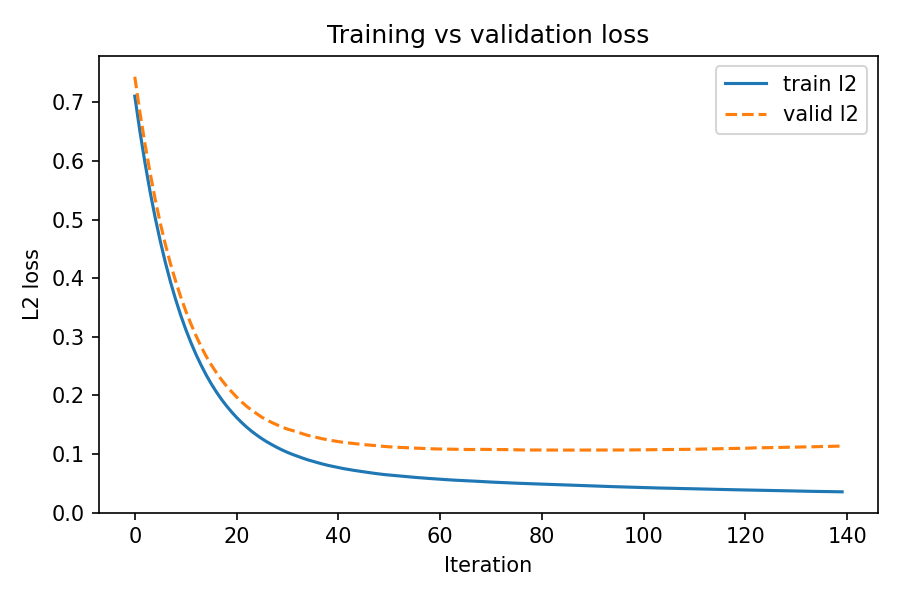 Training vs validation loss
train l2
valid l2
L2 loss
0.7
0.6
0.5
0.4
0.3
0.2
0.1
0.0
0 20 40 60 80 100 120 140
Iteration